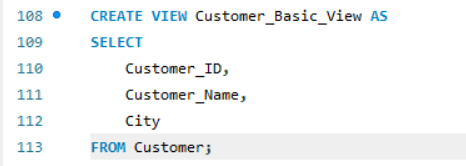 108 CREATE VIEW Customer_Basic_View AS
109 SELECT
110 Customer_ID,
111 Customer_Name,
112 City
113 FROM Customer;